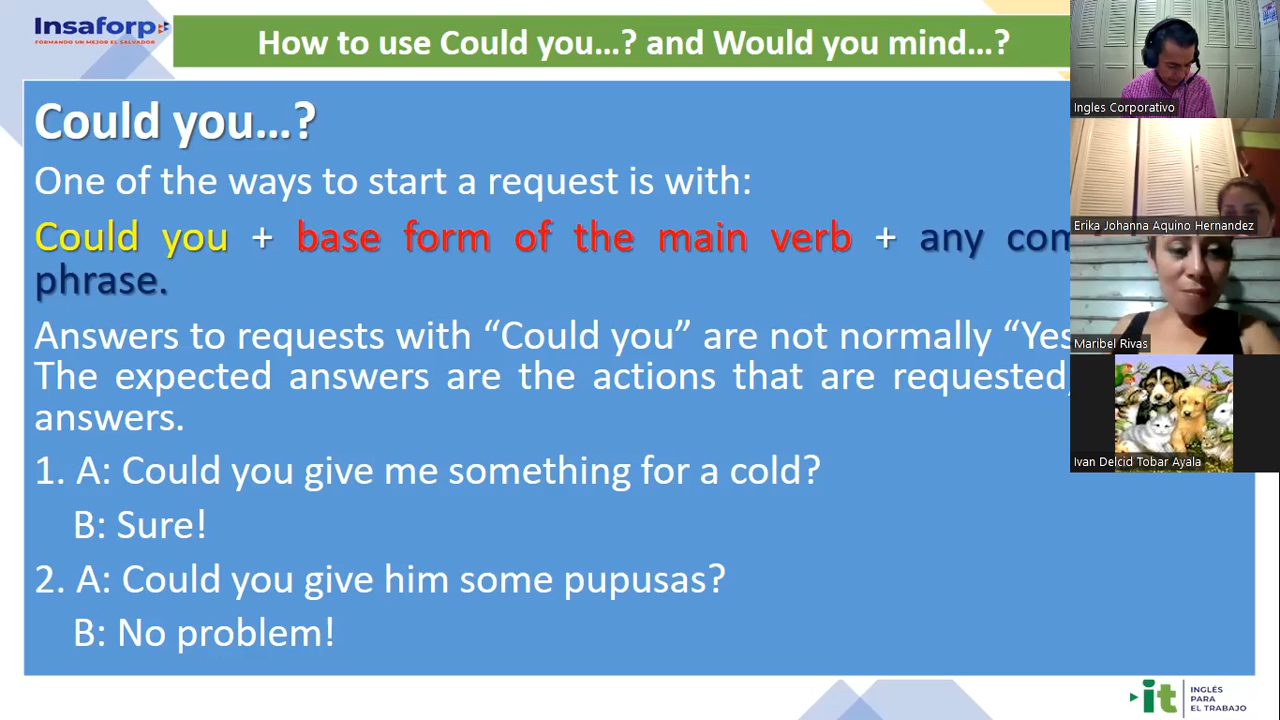 Insaforp
FORMANDO UN MEJOR EL SALVADOR
How to use Could you...? and Would you mind...?
Could you...?
One of the ways to start a request is with:
Could you + base form of the main verb + any
phrase.
Answers to requests with “Could you” are not normally “Yes
The expected answers are the actions that are requested,
answers.
1. A: Could you give me something for a cold?
B: Sure!
2. A: Could you give him some pupusas?
B: No problem!
Ingles Corporativo
Erika Johanna Aquino Hernandez
Maribel Rivas
Ivan Delcid Tobar Ayala
it
INGLÉS
PARA
EL TRABAJO